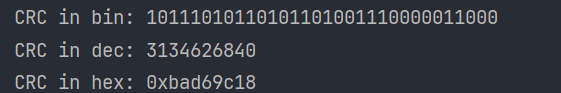 CRC in bin: 10111010110101101001110000011000
CRC in dec: 3134626840
CRC in hex: 0xbad69c18